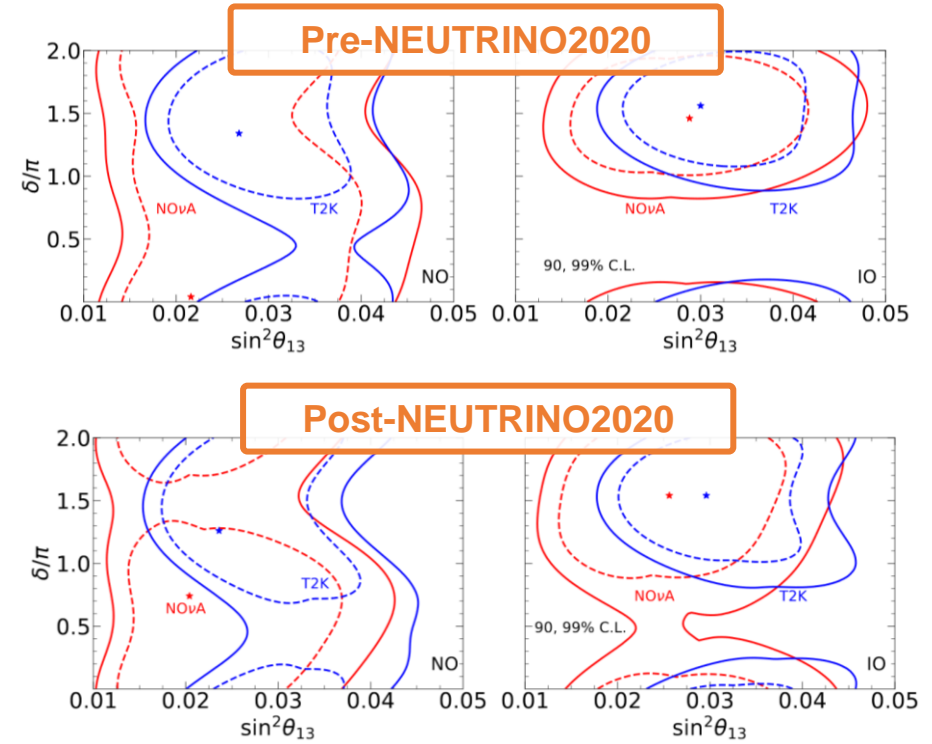 Pre-NEUTRINO2020
2.0
1.5
1.0
0.5
0.0
δ/π
NOνA
T2K
NO
0.01 0.02 0.03 0.04 0.05
sin²θ₁₃
NOνA
T2K
90, 99% C.L.
IO
0.01 0.02 0.03 0.04 0.05
sin²θ₁₃
Post-NEUTRINO2020
2.0
1.5
1.0
0.5
0.0
δ/π
T2K
NOνA
NO
0.01 0.02 0.03 0.04 0.05
sin²θ₁₃
NOνA
T2K
90, 99% C.L.
IO
0.01 0.02 0.03 0.04 0.05
sin²θ₁₃